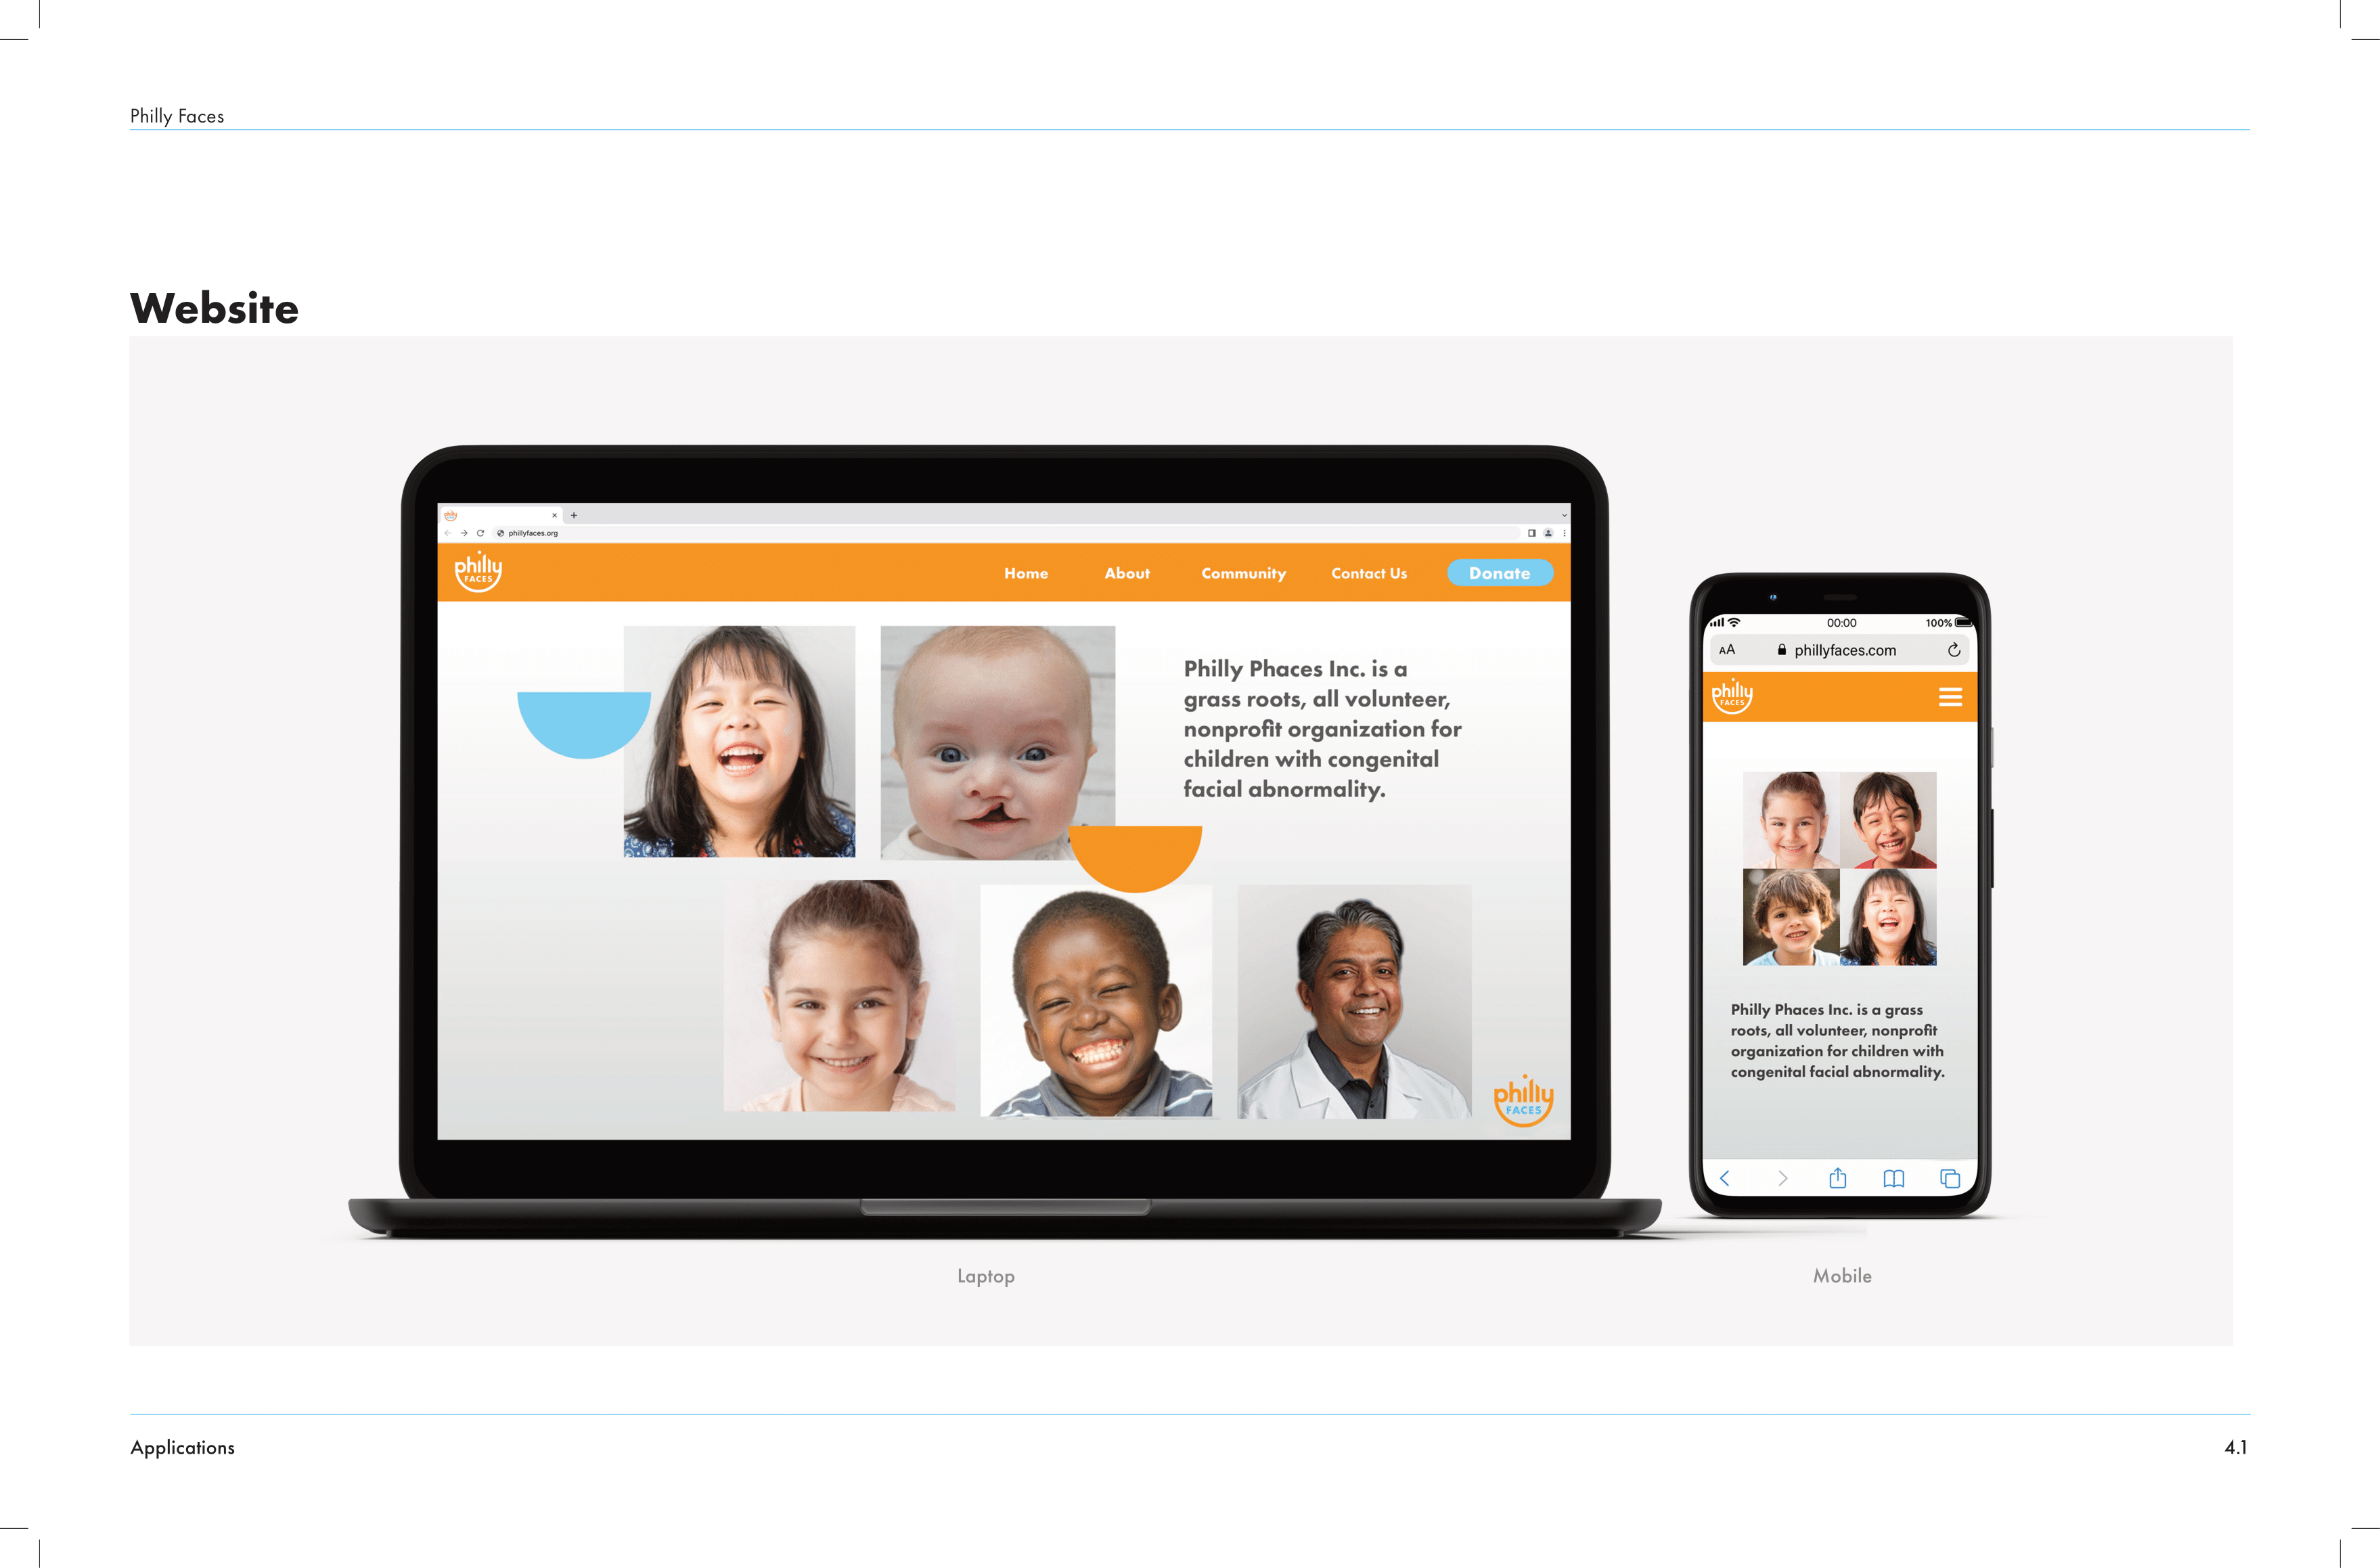 Philly Faces
Website
phillyfaces.org
philly
FACES
Home About Community Contact Us Donate
Philly Phaces Inc. is a
grass roots, all volunteer,
nonprofit organization for
children with congenital
facial abnormality.
philly
FACES
00:00 100%
AA phillyfaces.com
philly
FACES
Philly Phaces Inc. is a grass
roots, all volunteer, nonprofit
organization for children with
congenital facial abnormality.
Laptop
Mobile
Applications
4.1